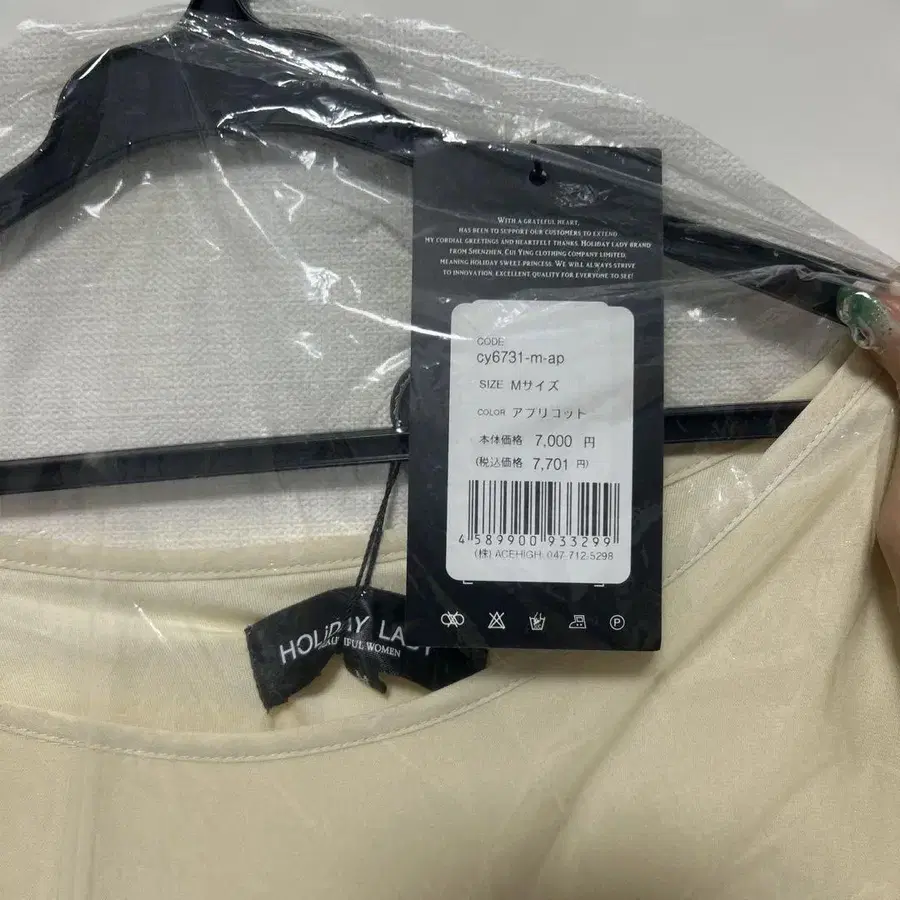 WITH A GRATEFUL HEART,
HAS BEEN TO SUPPORT OUR CUSTOMERS TO EXTEND
MY CORDIAL GREETINGS AND HEARTFELT THANKS. HOLIDAY LADY BRAND
FROM SHENZHEN, CUI YING CLOTHING COMPANY LIMITED,
MEANING HOLIDAY SWEET PRINCESS. WE WILL ALWAYS STRIVE
TO INNOVATION, EXCELLENT QUALITY FOR EVERYONE TO SEE!
CODE
cy6731-m-ap
SIZE Mサイズ
COLOR アプリコット
本体価格 7,000 円
(税込価格 7,701 円)
4 589900 933299
(株) ACEHIGH: 047-712-5298
P
HOLIDAY LA
IFUL WOMEN